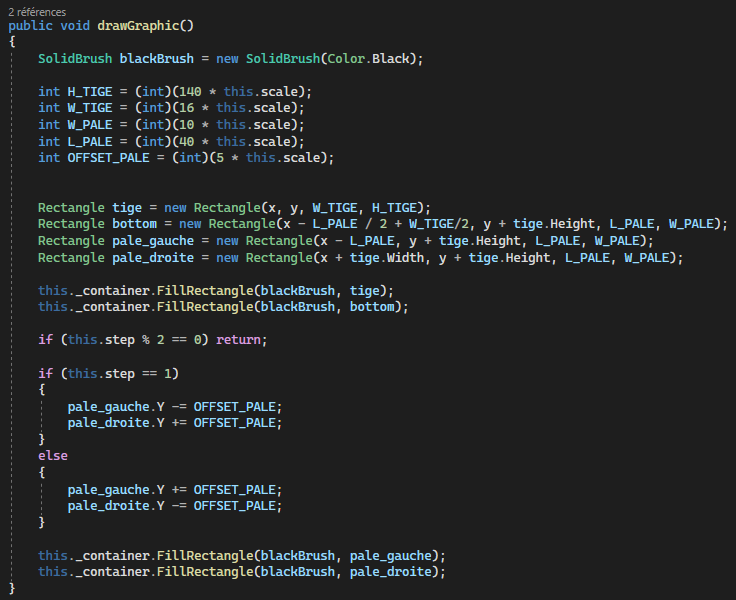 2 références
public void drawGraphic()
{
    SolidBrush blackBrush = new SolidBrush(Color.Black);

    int H_TIGE = (int)(140 * this.scale);
    int W_TIGE = (int)(16 * this.scale);
    int W_PALE = (int)(10 * this.scale);
    int L_PALE = (int)(40 * this.scale);
    int OFFSET_PALE = (int)(5 * this.scale);


    Rectangle tige = new Rectangle(x, y, W_TIGE, H_TIGE);
    Rectangle bottom = new Rectangle(x - L_PALE / 2 + W_TIGE/2, y + tige.Height, L_PALE, W_PALE);
    Rectangle pale_gauche = new Rectangle(x - L_PALE, y + tige.Height, L_PALE, W_PALE);
    Rectangle pale_droite = new Rectangle(x + tige.Width, y + tige.Height, L_PALE, W_PALE);

    this._container.FillRectangle(blackBrush, tige);
    this._container.FillRectangle(blackBrush, bottom);

    if (this.step % 2 == 0) return;

    if (this.step == 1)
    {
        pale_gauche.Y -= OFFSET_PALE;
        pale_droite.Y += OFFSET_PALE;
    }
    else
    {
        pale_gauche.Y += OFFSET_PALE;
        pale_droite.Y -= OFFSET_PALE;
    }

    this._container.FillRectangle(blackBrush, pale_gauche);
    this._container.FillRectangle(blackBrush, pale_droite);
}